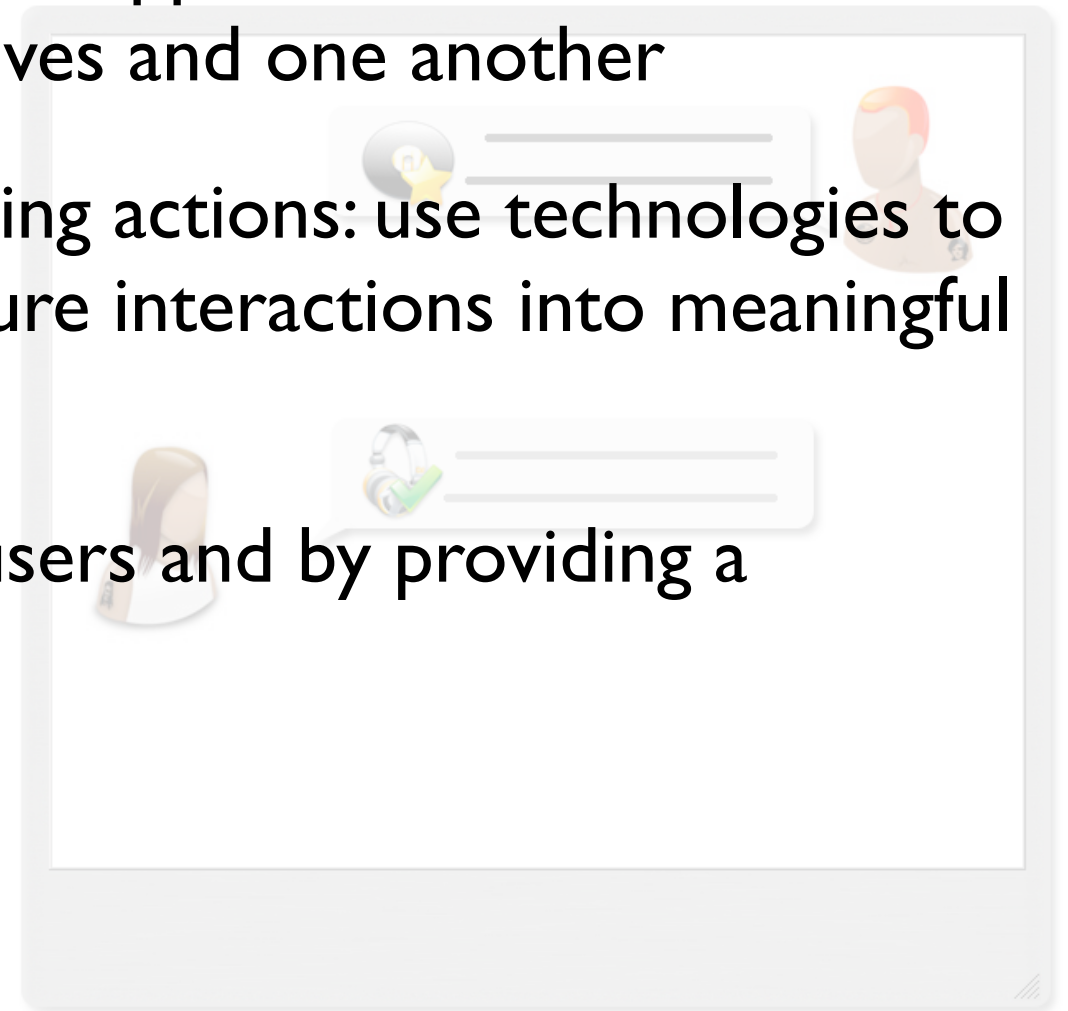 ves and one another
ing actions: use technologies to
ure interactions into meaningful
users and by providing a